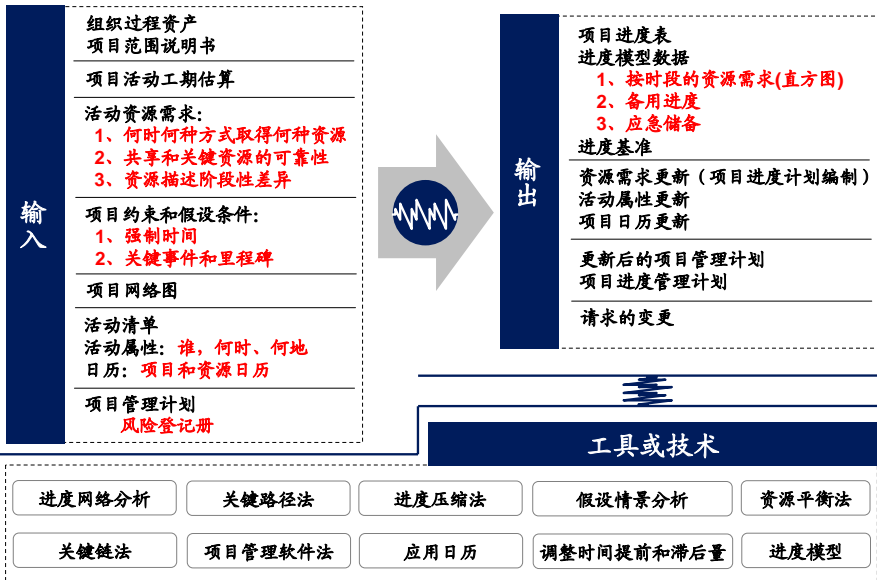 输入
组织过程资产
项目范围说明书
项目活动工期估算
活动资源需求：
1、何时何种方式取得何种资源
2、共享和关键资源的可靠性
3、资源描述阶段性差异
项目约束和假设条件：
1、强制时间
2、关键事件和里程碑
项目网络图
活动清单
活动属性：谁，何时、何地
日历：项目和资源日历
项目管理计划
风险登记册
输出
项目进度表
进度模型数据
1、按时段的资源需求(直方图)
2、备用进度
3、应急储备
进度基准
资源需求更新（项目进度计划编制）
活动属性更新
项目日历更新
更新后的项目管理计划
项目进度管理计划
请求的变更
工具或技术
进度网络分析
关键路径法
进度压缩法
假设情景分析
资源平衡法
关键链法
项目管理软件法
应用日历
调整时间提前和滞后量
进度模型